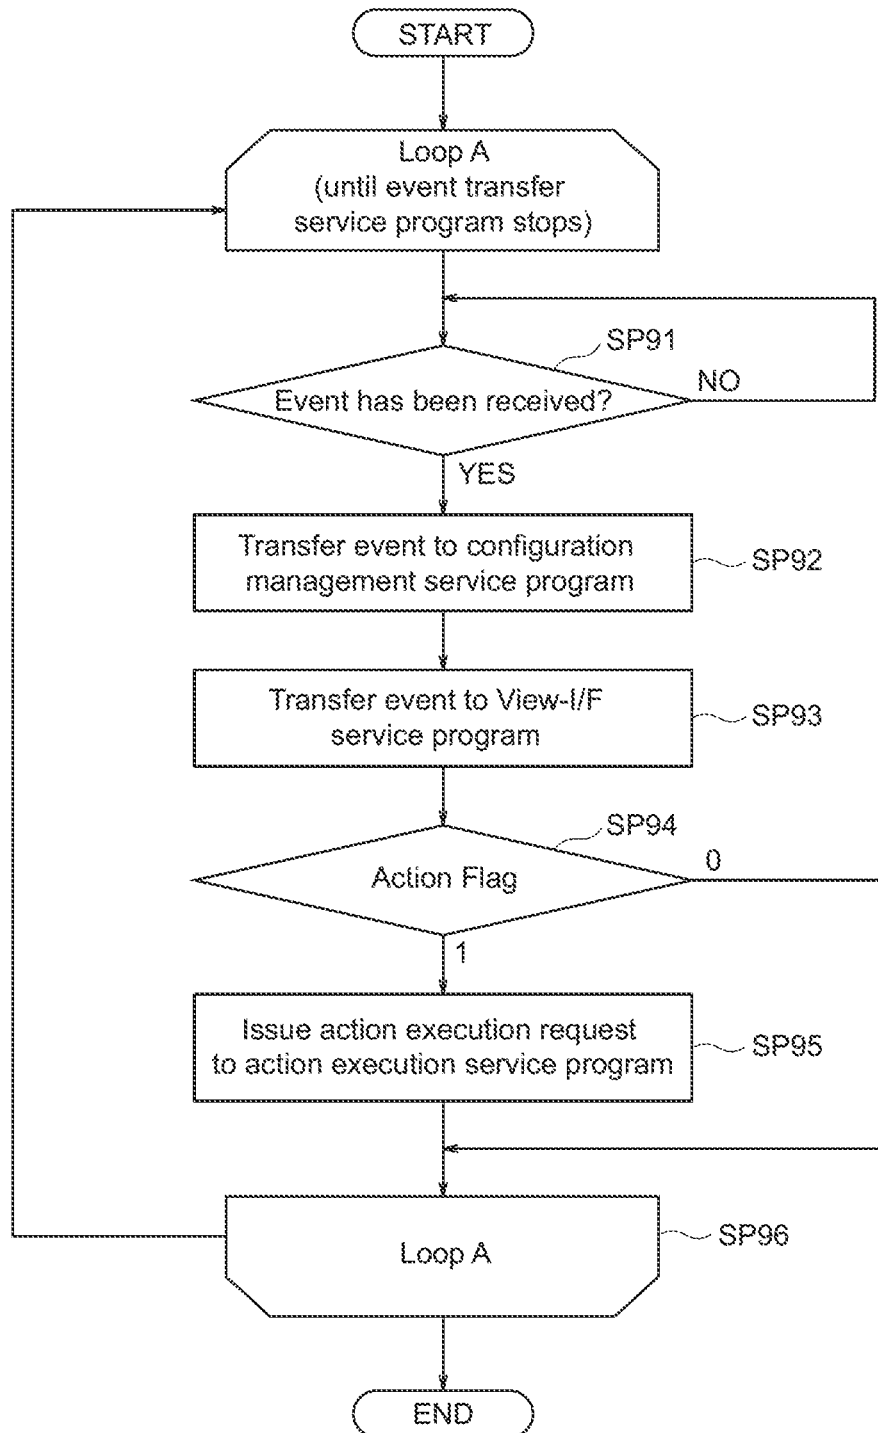 START
Loop A
(until event transfer
service program stops)
SP91
Event has been received?
NO
YES
Transfer event to configuration
management service program
SP92
Transfer event to View-I/F
service program
SP93
SP94
Action Flag
0
1
Issue action execution request
to action execution service program
SP95
Loop A
SP96
END